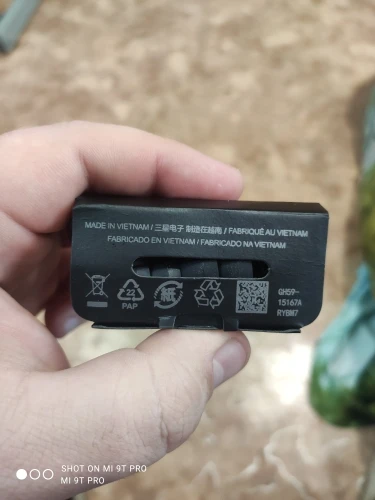 MADE IN VIETNAM / 三星电子 制造在越南 / FABRIQUÉ AU VIETNAM
FABRICADO EN VIETNAM / FABRICADO NA VIETNAM
22
PAP
紙
GH59-
15167A
RYBM7
SHOT ON MI 9T PRO
MI 9T PRO